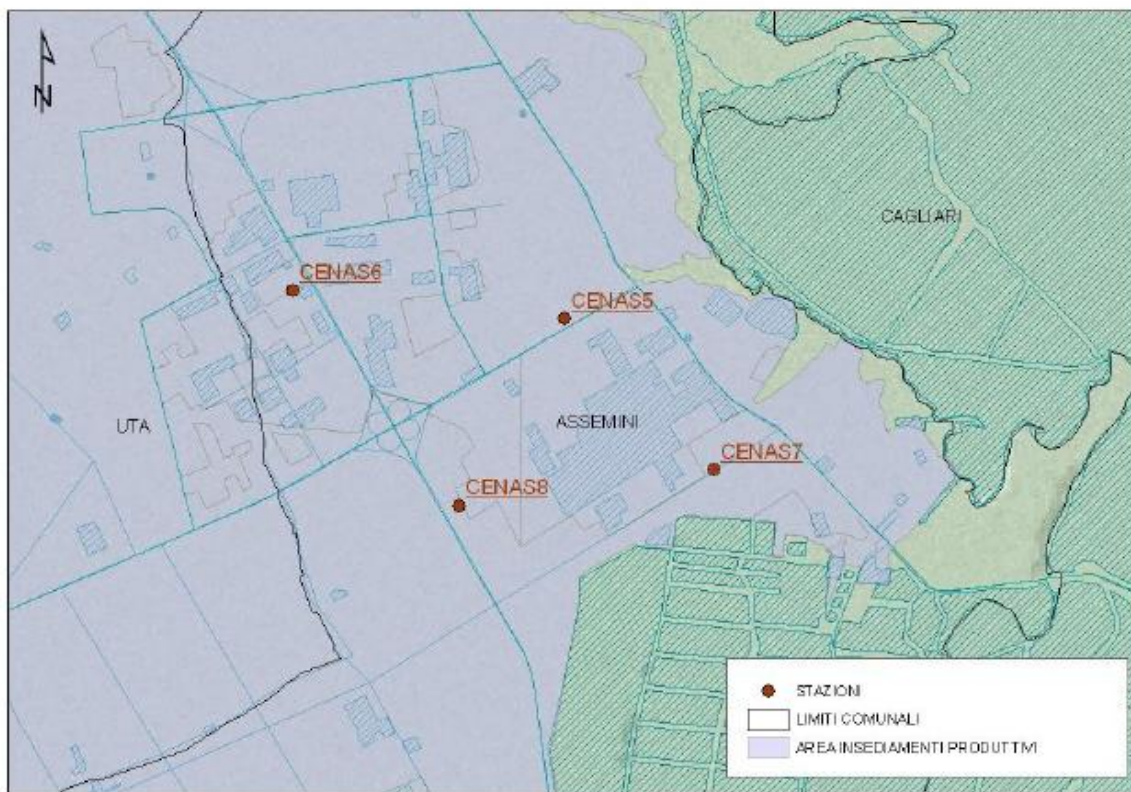 N
CAGLIARI
CENAS6
CENAS5
UTA
ASSEMINI
CENAS7
CENAS8
STAZIONI
LIMITI COMUNALI
AREA INSEDIAMENTI PRODUTTIVI